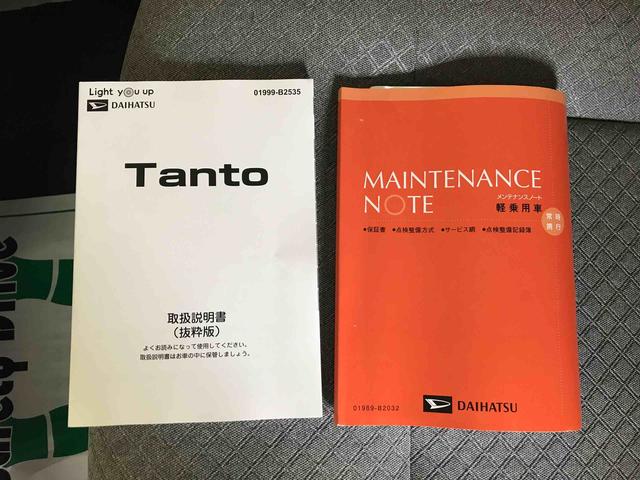 Light you up
DAIHATSU
01999-B2535
Tanto
取扱説明書
（抜粋版）
よくお読みになって使用してください。
取扱説明書はお車の中に保管しましょう。
MAINTENANCE
NOTE
メンテナンスノート
軽乗用車
常時
携行
●保証書 ●点検整備方式 ●サービス網 ●点検整備記録簿
01989-B2032
DAIHATSU
Safety Drive